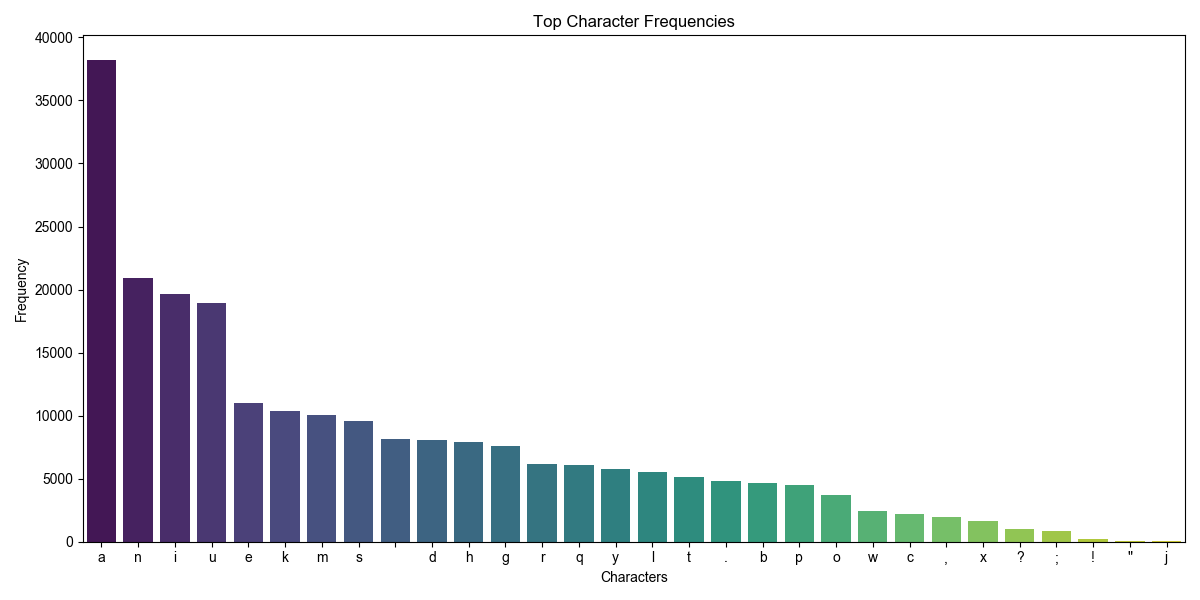 Top Character Frequencies
40000
35000
30000
25000
20000
15000
10000
5000
0
Frequency
a n i u e k m s ' d h g r q y l t . b p o w c , x ? ; ! " j
Characters